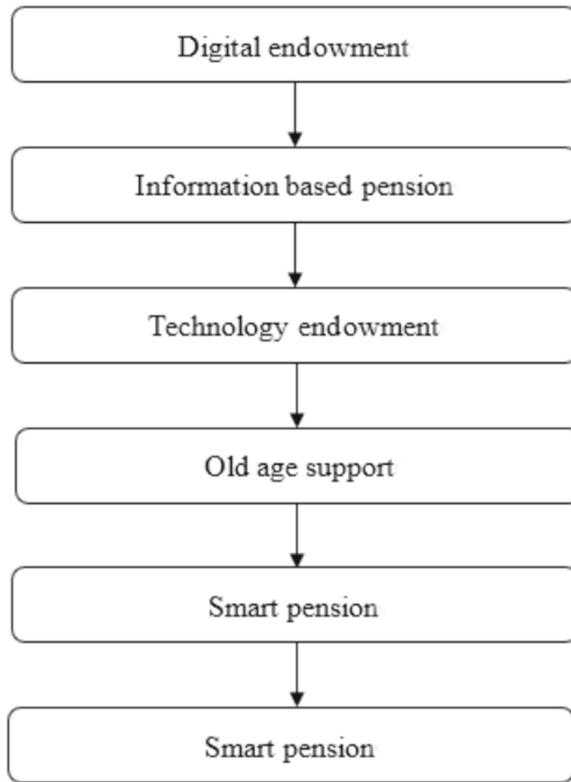 Digital endowment
Information based pension
Technology endowment
Old age support
Smart pension
Smart pension